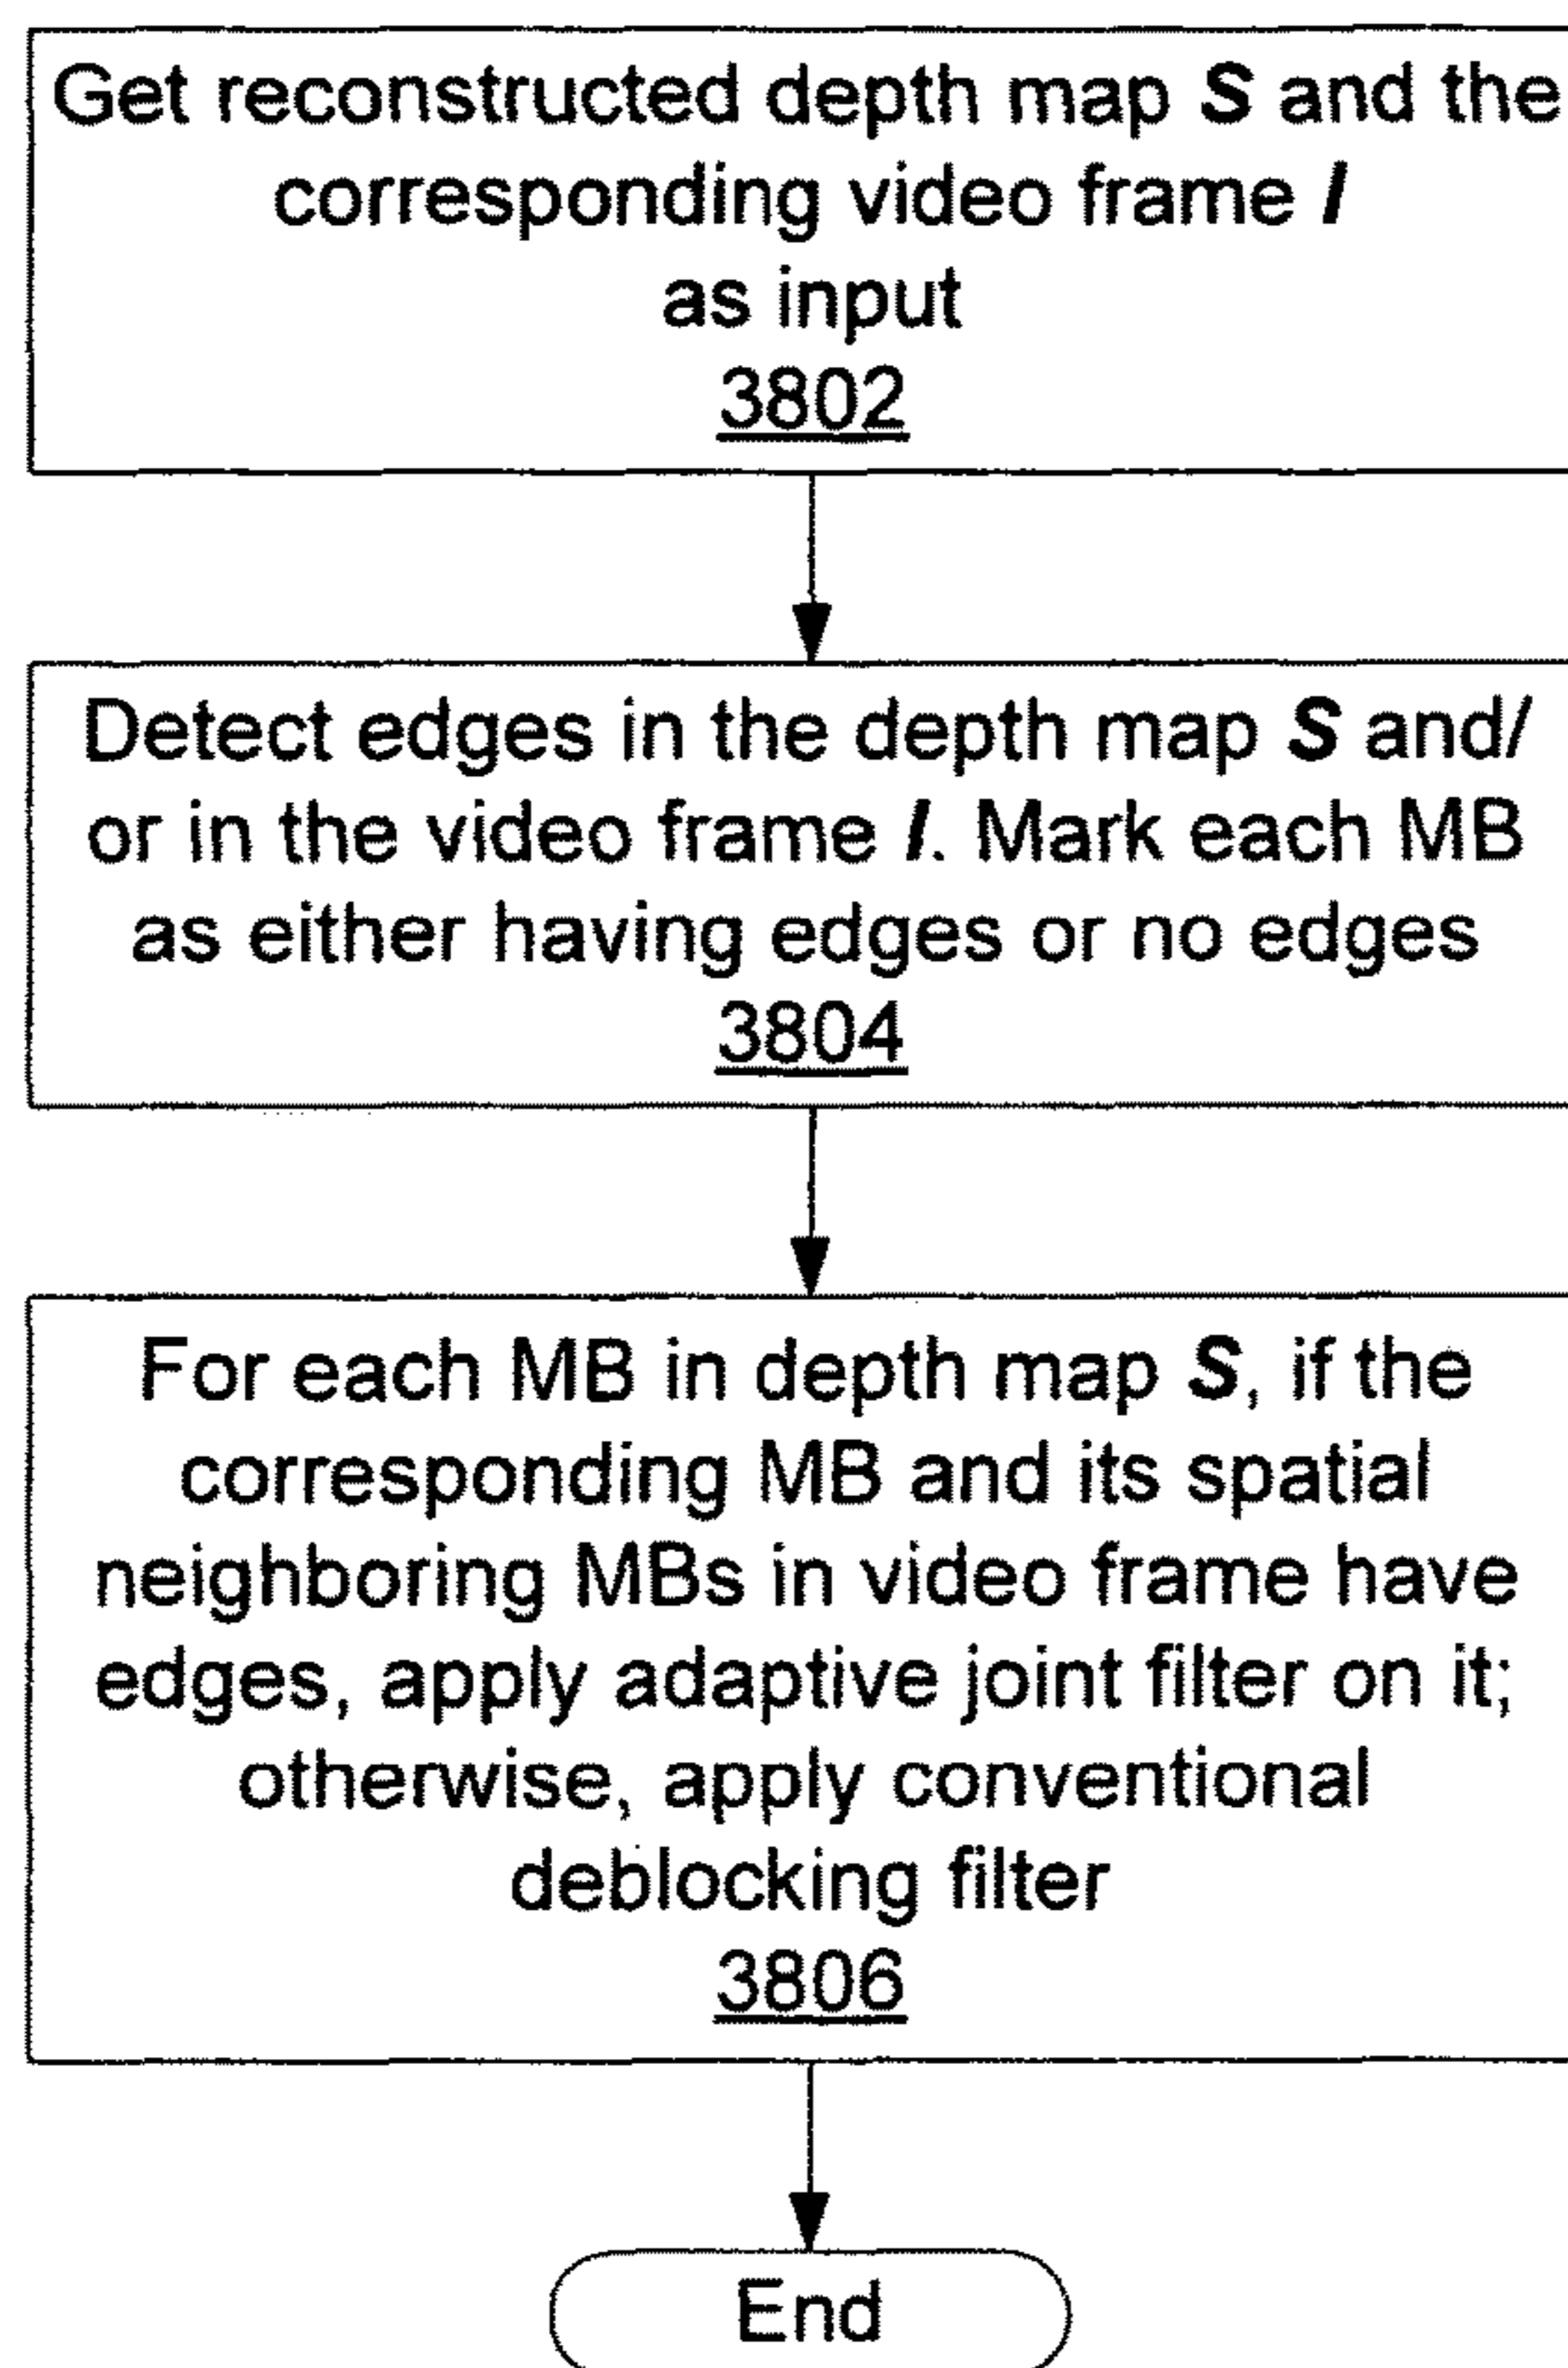 Get reconstructed depth map S and the
corresponding video frame I
as input
3802
Detect edges in the depth map S and/
or in the video frame I. Mark each MB
as either having edges or no edges
3804
For each MB in depth map S, if the
corresponding MB and its spatial
neighboring MBs in video frame have
edges, apply adaptive joint filter on it;
otherwise, apply conventional
deblocking filter
3806
End